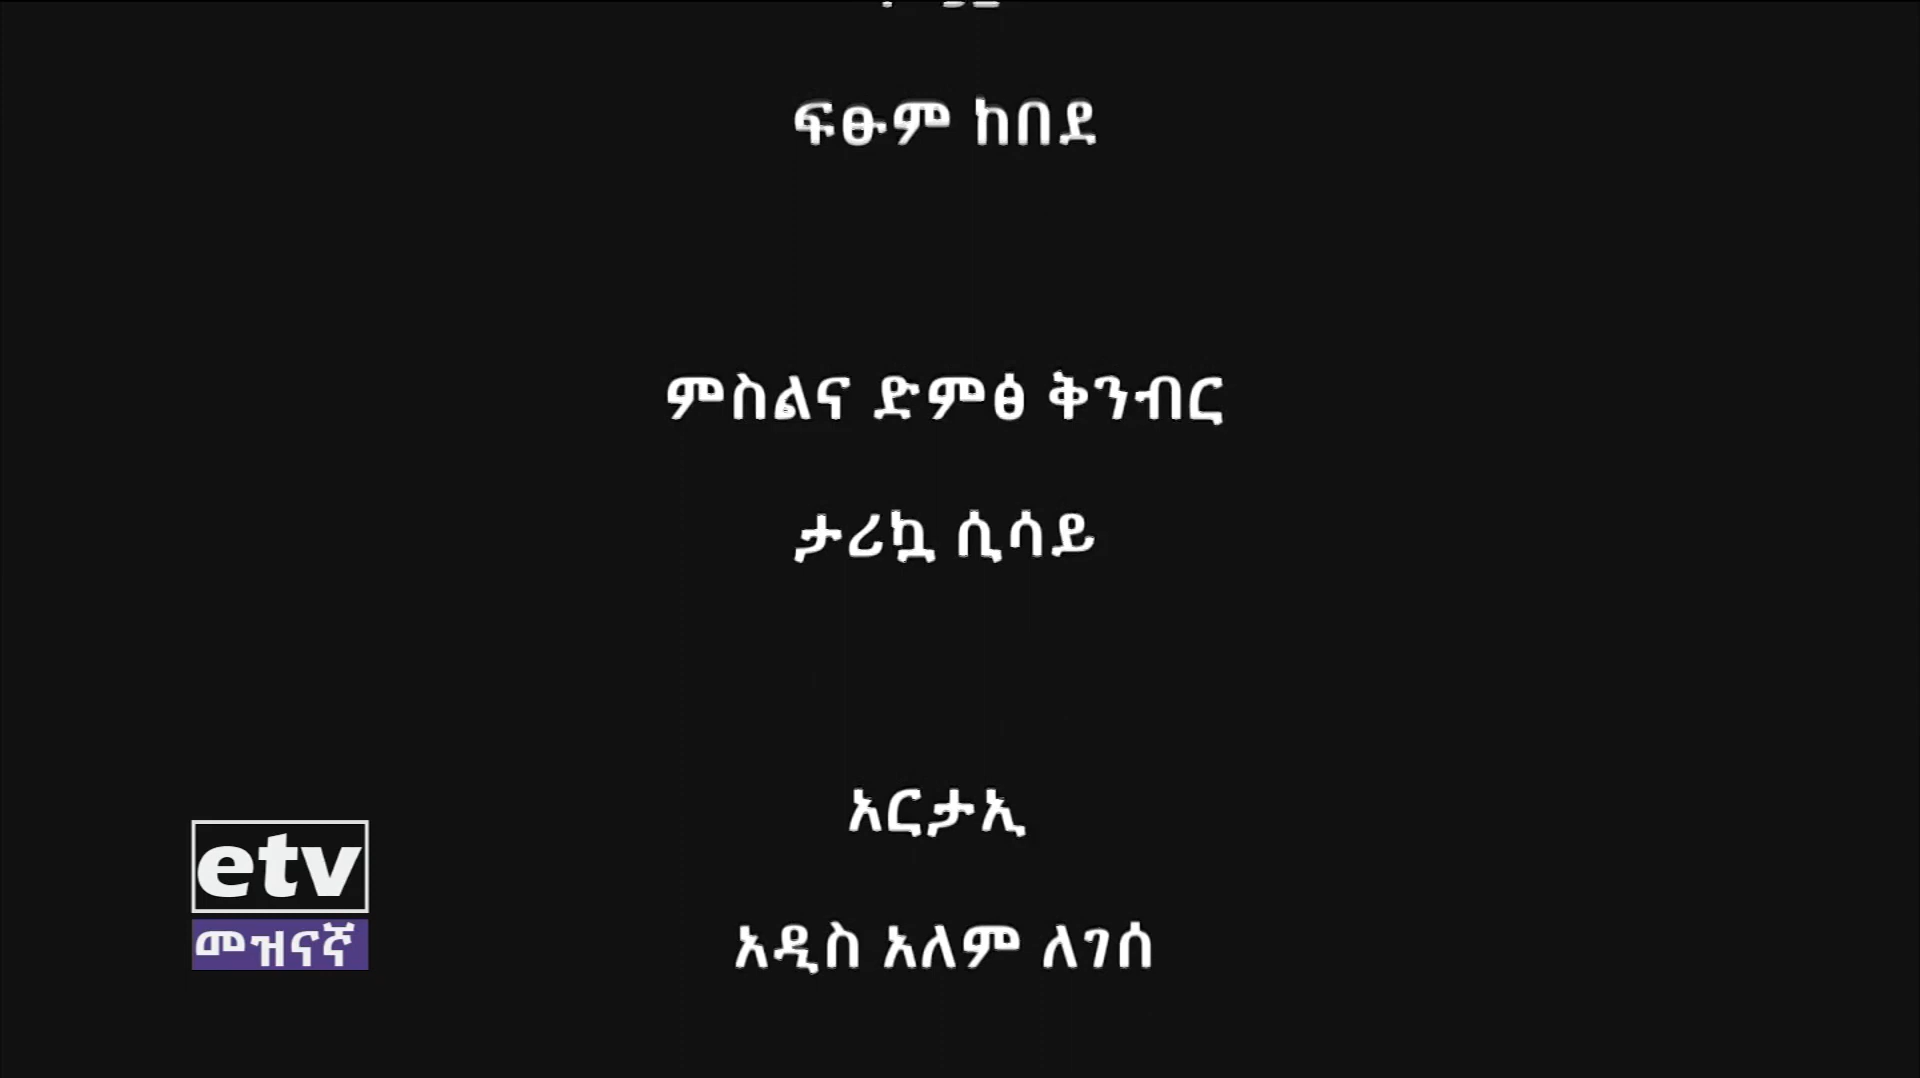 ፍፁም ከበደ
ምስልና ድምፅ ቅንብር
ታሪኳ ሲሳይ
አርታኢ
አዲስ አለም ለገሰ
etv
መዝናኛ